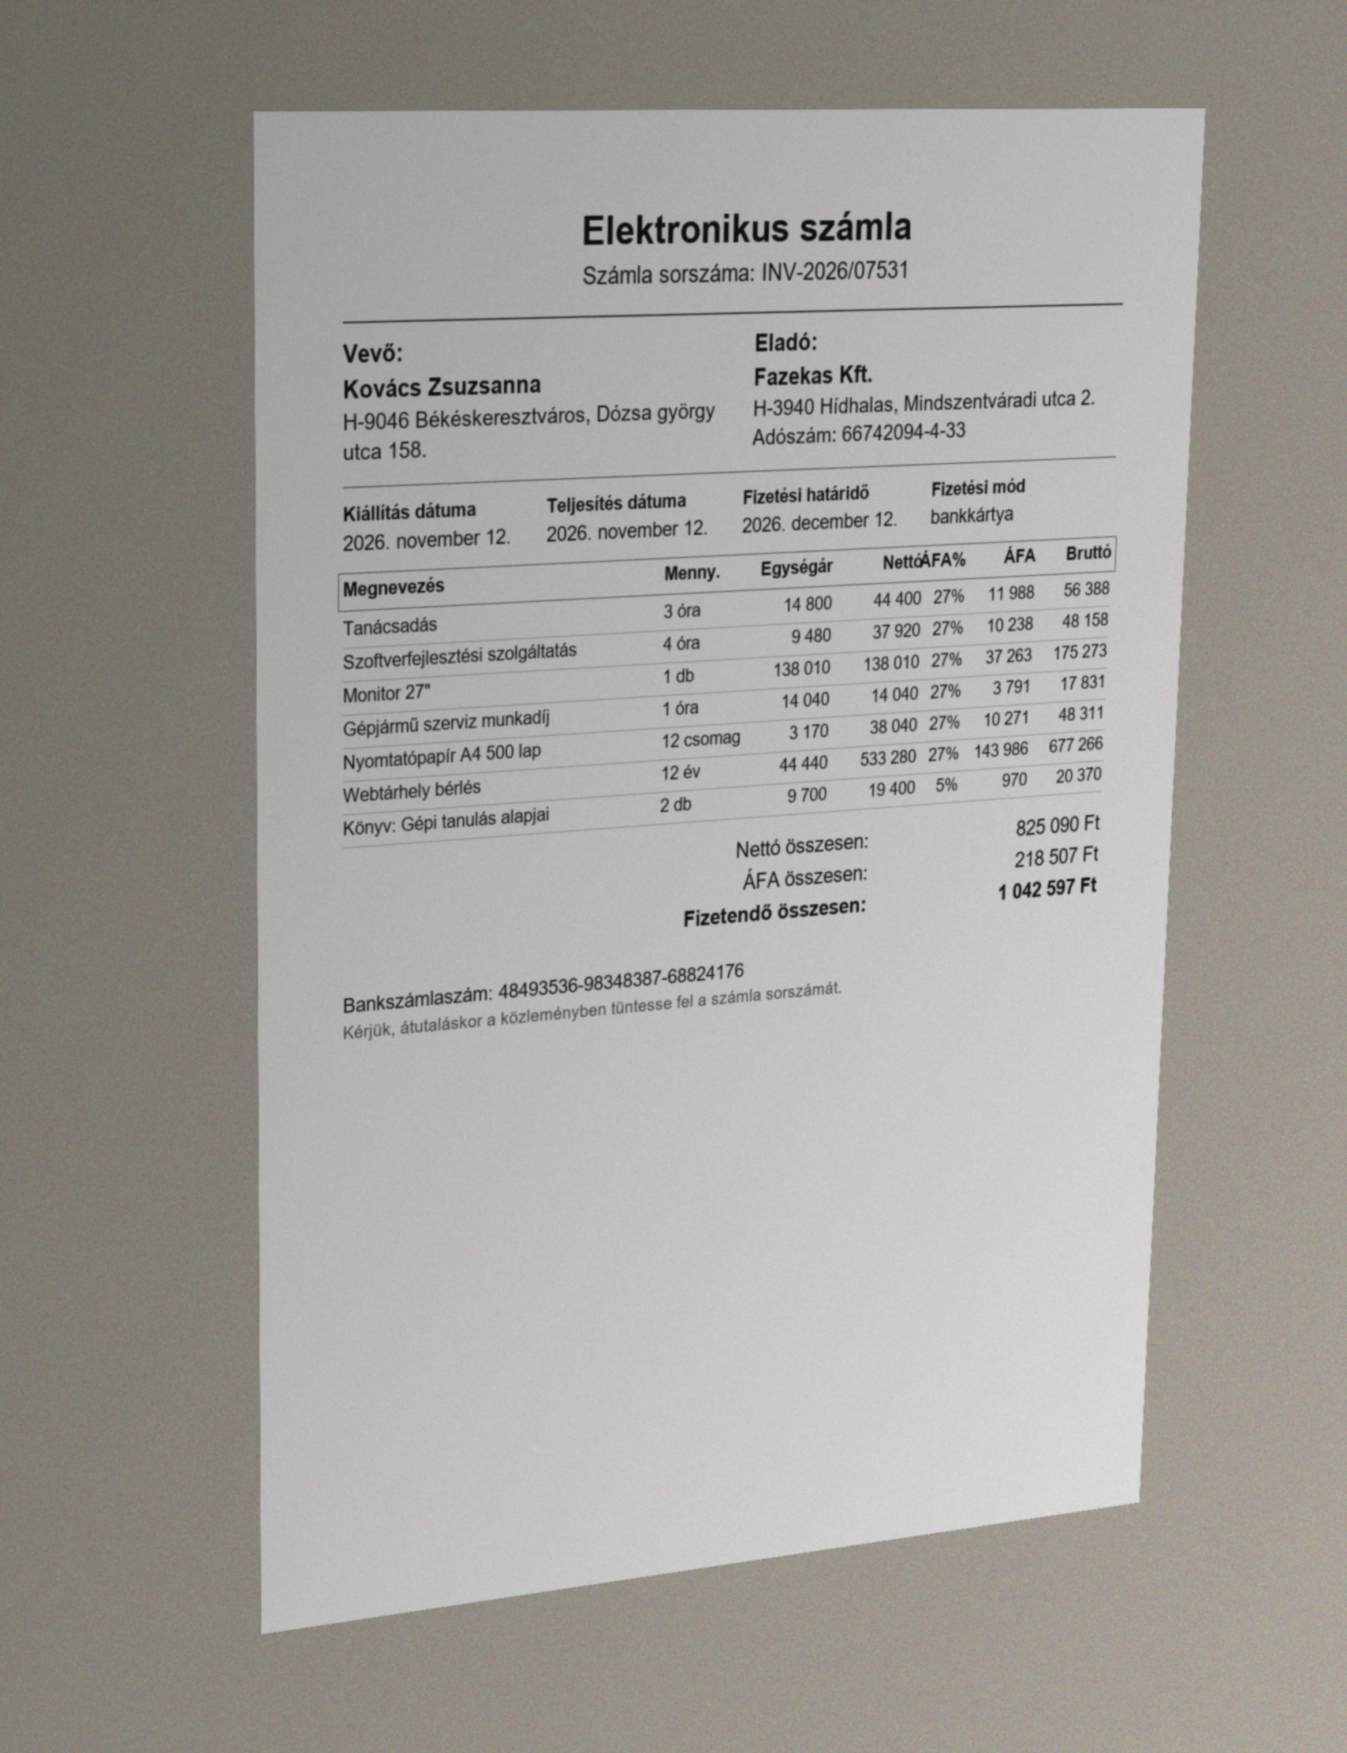 Elektronikus számla
Számla sorszáma: INV-2026/07531
Vevő:
Kovács Zsuzsanna
H-9046 Békéskeresztváros, Dózsa györgy
utca 158.
Eladó:
Fazekas Kft.
H-3940 Hídhalas, Mindszentváradi utca 2.
Adószám: 66742094-4-33
Kiállítás dátuma Teljesítés dátuma Fizetési határidő Fizetési mód
2026. november 12. 2026. november 12. 2026. december 12. bankkártya
Megnevezés Menny. Egységár Nettó ÁFA% ÁFA Bruttó
Tanácsadás 3 óra 14 800 44 400 27% 11 988 56 388
Szoftverfejlesztési szolgáltatás 4 óra 9 480 37 920 27% 10 238 48 158
Monitor 27" 1 db 138 010 138 010 27% 37 263 175 273
Gépjármű szerviz munkadíj 1 óra 14 040 14 040 27% 3 791 17 831
Nyomtatópapír A4 500 lap 12 csomag 3 170 38 040 27% 10 271 48 311
Webtárhely bérlés 12 év 44 440 533 280 27% 143 986 677 266
Könyv: Gépi tanulás alapjai 2 db 9 700 19 400 5% 970 20 370
Nettó összesen: 825 090 Ft
ÁFA összesen: 218 507 Ft
Fizetendő összesen: 1 042 597 Ft
Bankszámlaszám: 48493536-98348387-68824176
Kérjük, átutaláskor a közleményben tüntesse fel a számla sorszámát.